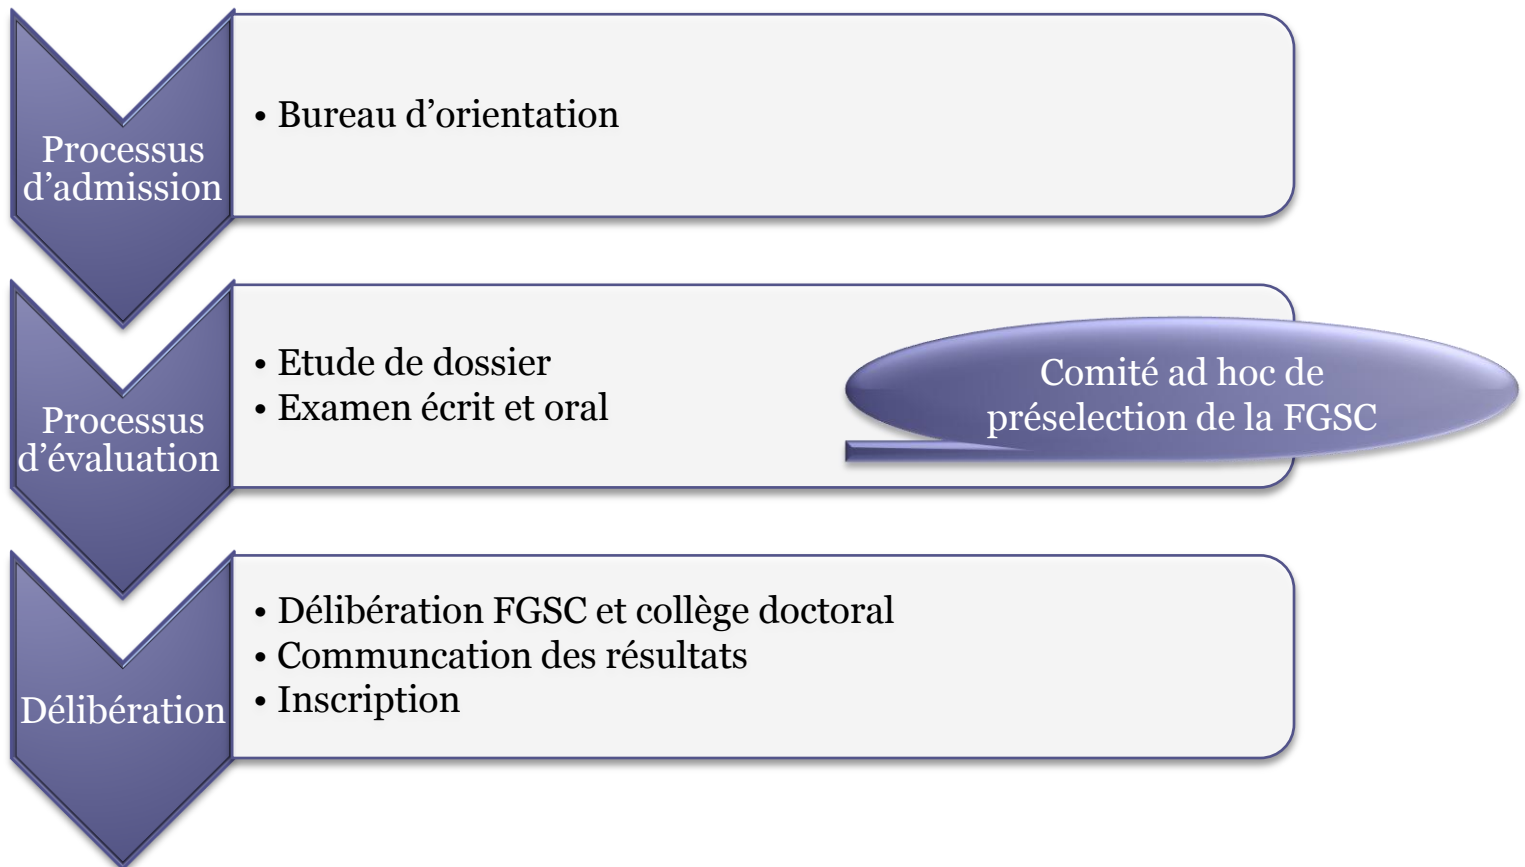 Processus
d’admission
• Bureau d’orientation
Processus
d’évaluation
• Etude de dossier
• Examen écrit et oral
Comité ad hoc de
préselection de la FGSC
Délibération
• Délibération FGSC et collège doctoral
• Communcation des résultats
• Inscription